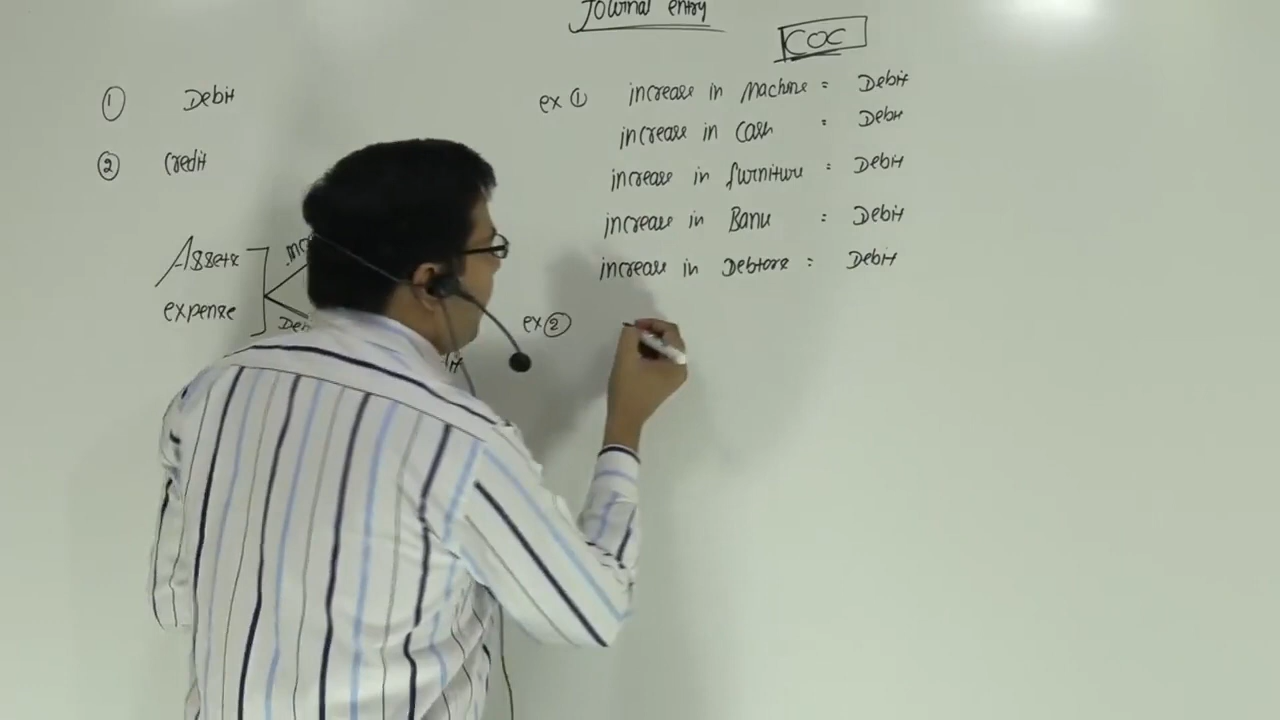 Journal entry
COC
① Debit
② Credit
Assets
expense
ex ① increase in Machine = Debit
increase in cash : Debit
increase in furniture : Debit
increase in Bank : Debit
increase in Debtors : Debit
ex ②